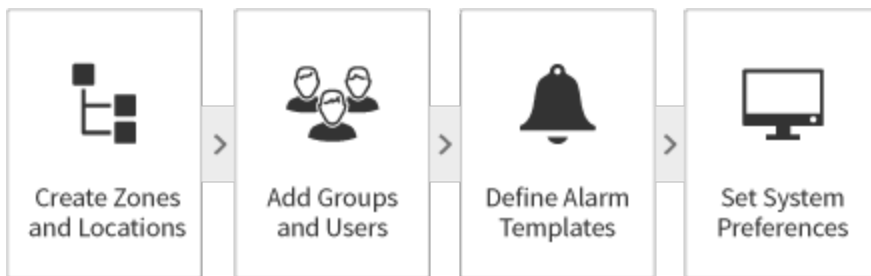 Create Zones
and Locations
Add Groups
and Users
Define Alarm
Templates
Set System
Preferences